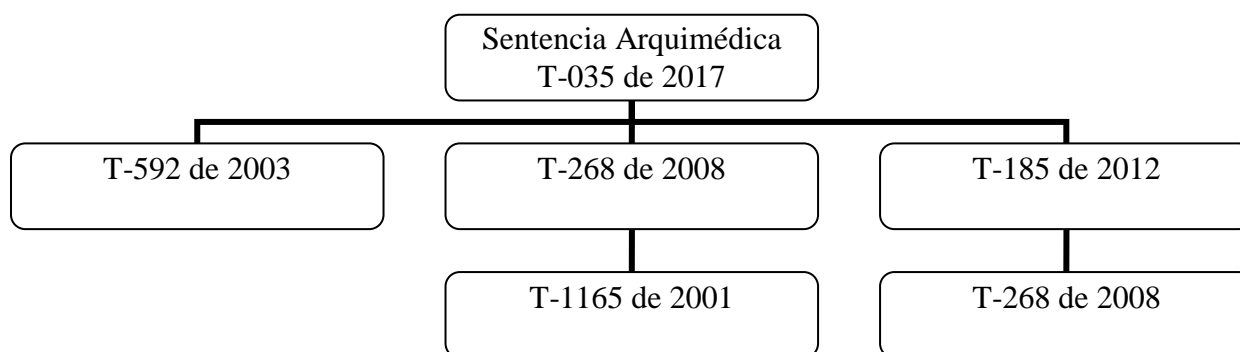 Sentencia Arquimédica
T-035 de 2017
T-592 de 2003
T-268 de 2008
T-185 de 2012
T-1165 de 2001
T-268 de 2008